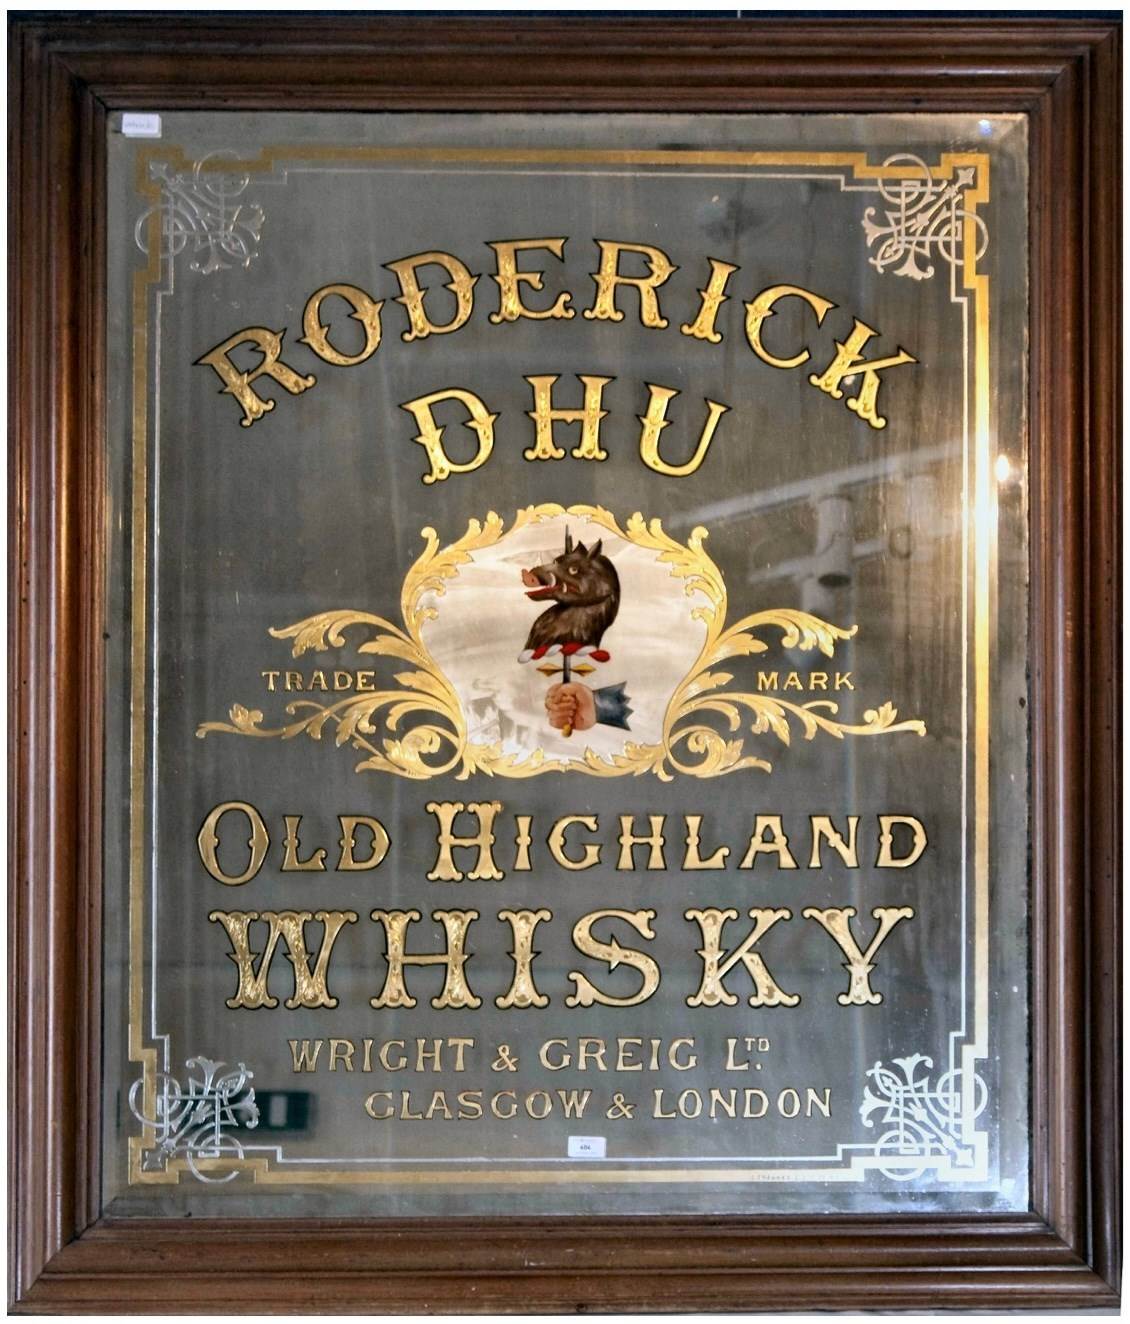 RODERICK
DHU
TRADE MARK
OLD HIGHLAND
WHISKY
WRIGHT & GREIG LTD.
GLASGOW & LONDON